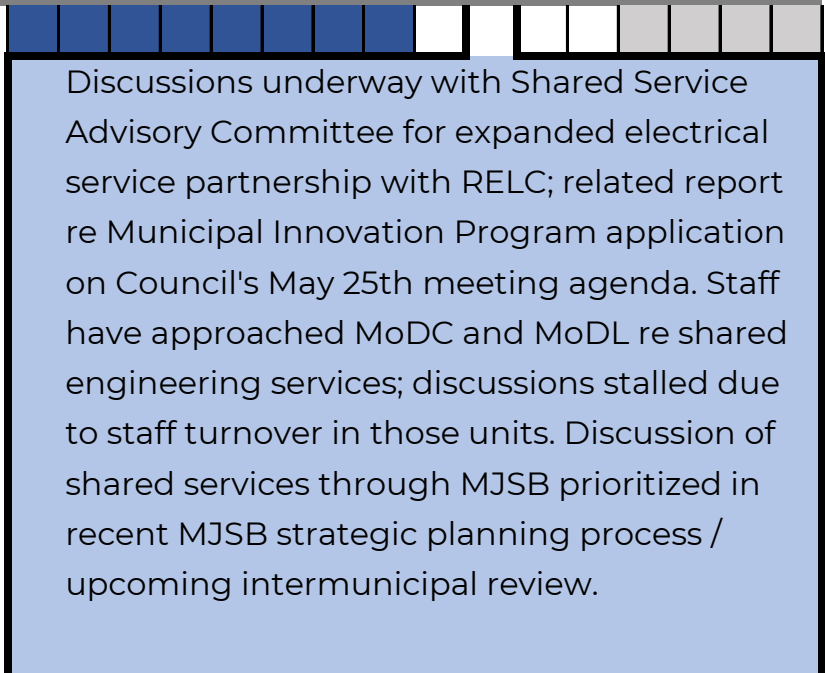 Discussions underway with Shared Service
Advisory Committee for expanded electrical
service partnership with RELC; related report
re Municipal Innovation Program application
on Council's May 25th meeting agenda. Staff
have approached MoDC and MoDL re shared
engineering services; discussions stalled due
to staff turnover in those units. Discussion of
shared services through MJSB prioritized in
recent MJSB strategic planning process /
upcoming intermunicipal review.